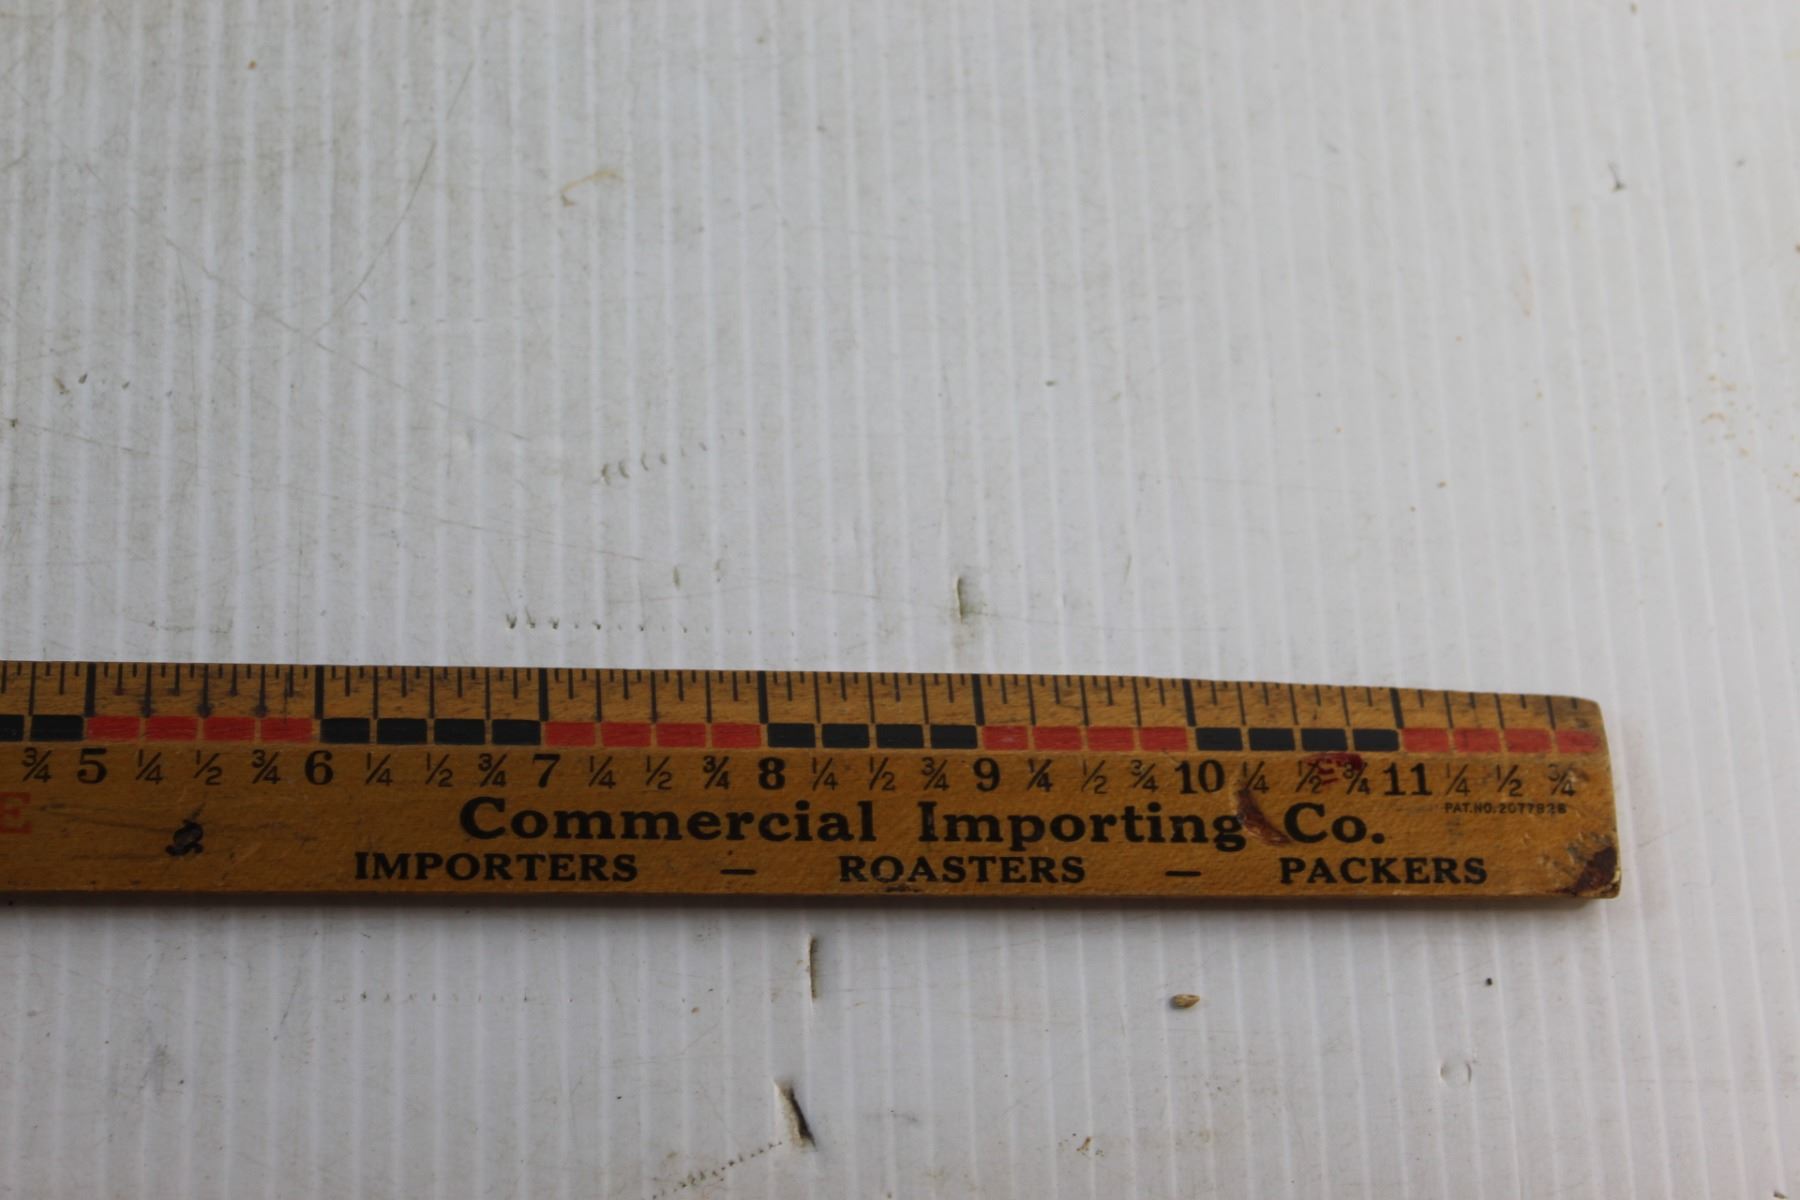 ¾ 5 ¼ ½ ¾ 6 ¼ ½ ¾ 7 ¼ ½ ¾ 8 ¼ ½ ¾ 9 ¼ ½ ¾ 10 ¼ ½ ¾ 11 ¼ ½ ¾
PAT.NO.2077828
E Commercial Importing Co.
IMPORTERS — ROASTERS — PACKERS